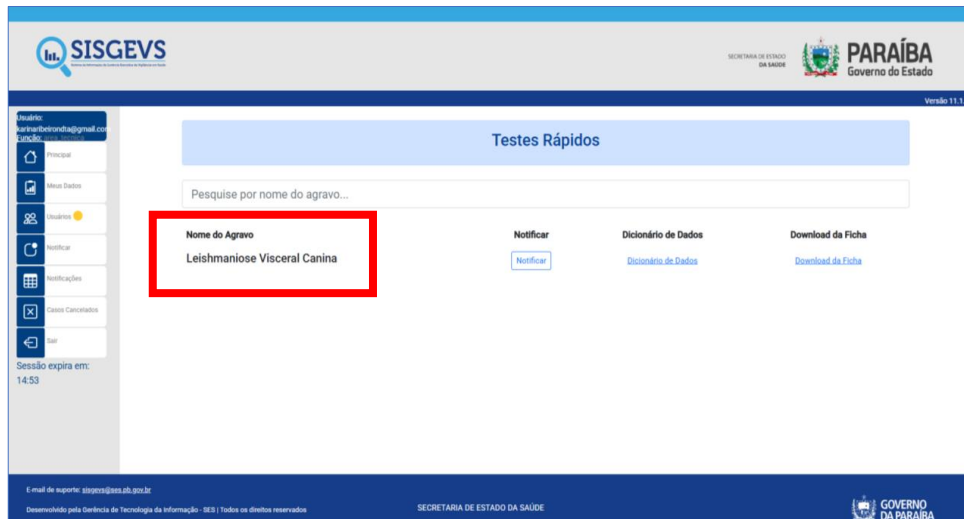 SISGEVS
SECRETARIA DE ESTADO
DA SAÚDE
PARAÍBA
Governo do Estado
Versão 11.1.
Usuário:
karinaribeirondta@gmail.cor
Função: area_tecnica
Principal
Meus Dados
Usuários
Notificar
Notificações
Casos Cancelados
Sair
Sessão expira em:
14:53
Testes Rápidos
Pesquise por nome do agravo...
Nome do Agravo Notificar Dicionário de Dados Download da Ficha
Leishmaniose Visceral Canina Notificar Dicionário de Dados Download da Ficha
E-mail de suporte: sisgevs@ses.pb.gov.br
Desenvolvido pela Gerência de Tecnologia da Informação - SES | Todos os direitos reservados
SECRETARIA DE ESTADO DA SAÚDE
GOVERNO
DA PARAÍBA